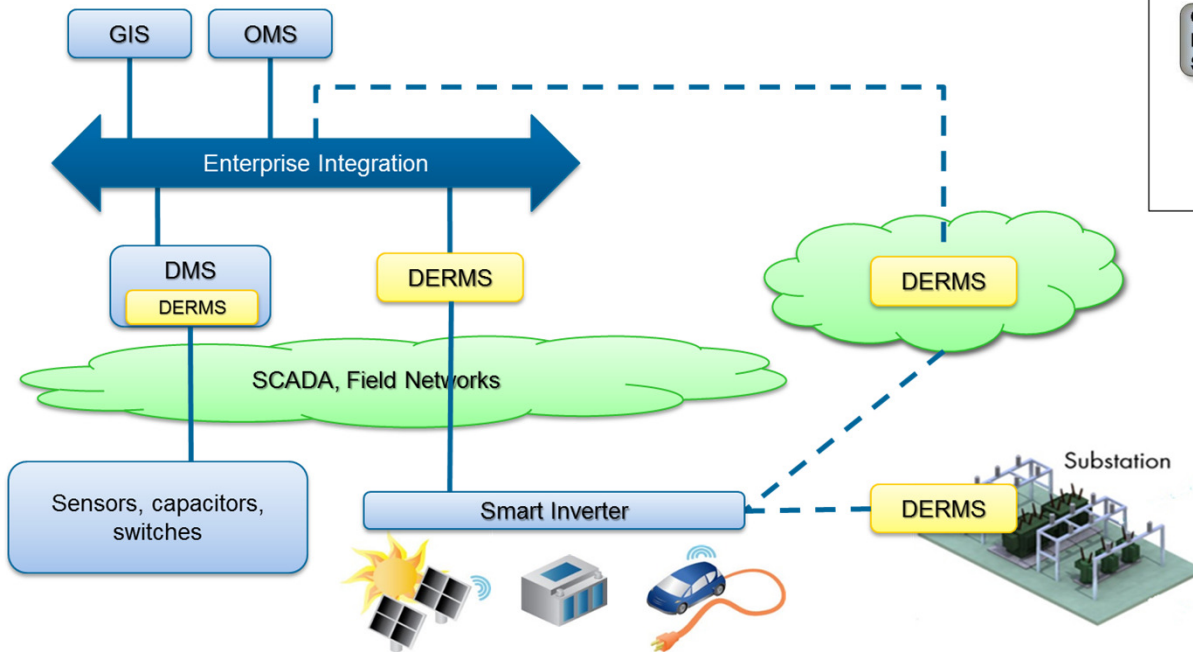 GIS
OMS
Enterprise Integration
DMS
DERMS
DERMS
DERMS
SCADA, Field Networks
Sensors, capacitors,
switches
Smart Inverter
DERMS
Substation